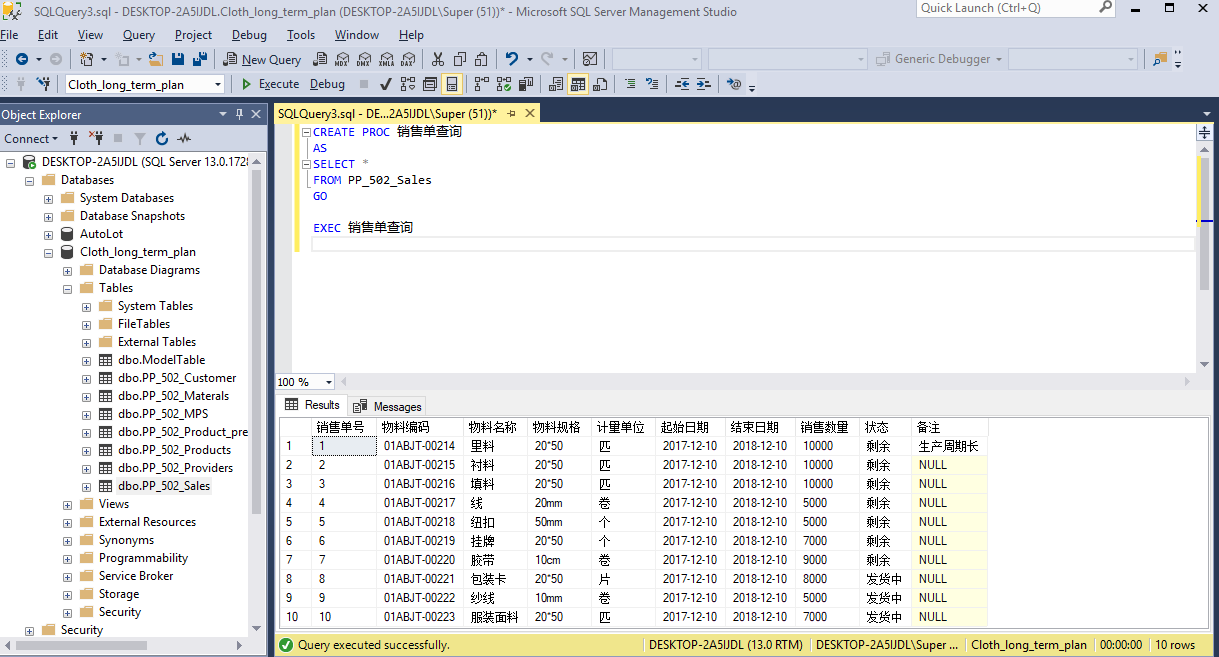 SQLQuery3.sql - DESKTOP-2A5IJDL.Cloth_long_term_plan (DESKTOP-2A5IJDL\Super (51))* - Microsoft SQL Server Management Studio
Quick Launch (Ctrl+Q)
File Edit View Query Project Debug Tools Window Help
New Query MDX DMX XMLA DAX Generic Debugger
Cloth_long_term_plan Execute Debug
Object Explorer
SQLQuery3.sql - DE...2A5IJDL\Super (51))*
Connect
DESKTOP-2A5IJDL (SQL Server 13.0.1728
Databases
System Databases
Database Snapshots
AutoLot
Cloth_long_term_plan
Database Diagrams
Tables
System Tables
FileTables
External Tables
dbo.ModelTable
dbo.PP_502_Customer
dbo.PP_502_Materals
dbo.PP_502_MPS
dbo.PP_502_Product_pre
dbo.PP_502_Products
dbo.PP_502_Providers
dbo.PP_502_Sales
Views
External Resources
Synonyms
Programmability
Service Broker
Storage
Security
Security
CREATE PROC 销售单查询
AS
SELECT *
FROM PP_502_Sales
GO
EXEC 销售单查询
100 %
Results Messages
销售单号 物料编码 物料名称 物料规格 计量单位 起始日期 结束日期 销售数量 状态 备注
1 1 01ABJT-00214 里料 20*50 匹 2017-12-10 2018-12-10 10000 剩余 生产周期长
2 2 01ABJT-00215 衬料 20*50 匹 2017-12-10 2018-12-10 10000 剩余 NULL
3 3 01ABJT-00216 填料 20*50 匹 2017-12-10 2018-12-10 10000 剩余 NULL
4 4 01ABJT-00217 线 20mm 卷 2017-12-10 2018-12-10 5000 剩余 NULL
5 5 01ABJT-00218 纽扣 50mm 个 2017-12-10 2018-12-10 5000 剩余 NULL
6 6 01ABJT-00219 挂牌 20*50 个 2017-12-10 2018-12-10 7000 剩余 NULL
7 7 01ABJT-00220 胶带 10cm 卷 2017-12-10 2018-12-10 9000 剩余 NULL
8 8 01ABJT-00221 包装卡 20*50 片 2017-12-10 2018-12-10 8000 发货中 NULL
9 9 01ABJT-00222 纱线 10mm 卷 2017-12-10 2018-12-10 5000 发货中 NULL
10 10 01ABJT-00223 服装面料 20*50 匹 2017-12-10 2018-12-10 7000 发货中 NULL
Query executed successfully. DESKTOP-2A5IJDL (13.0 RTM) DESKTOP-2A5IJDL\Super ... Cloth_long_term_plan 00:00:00 10 rows